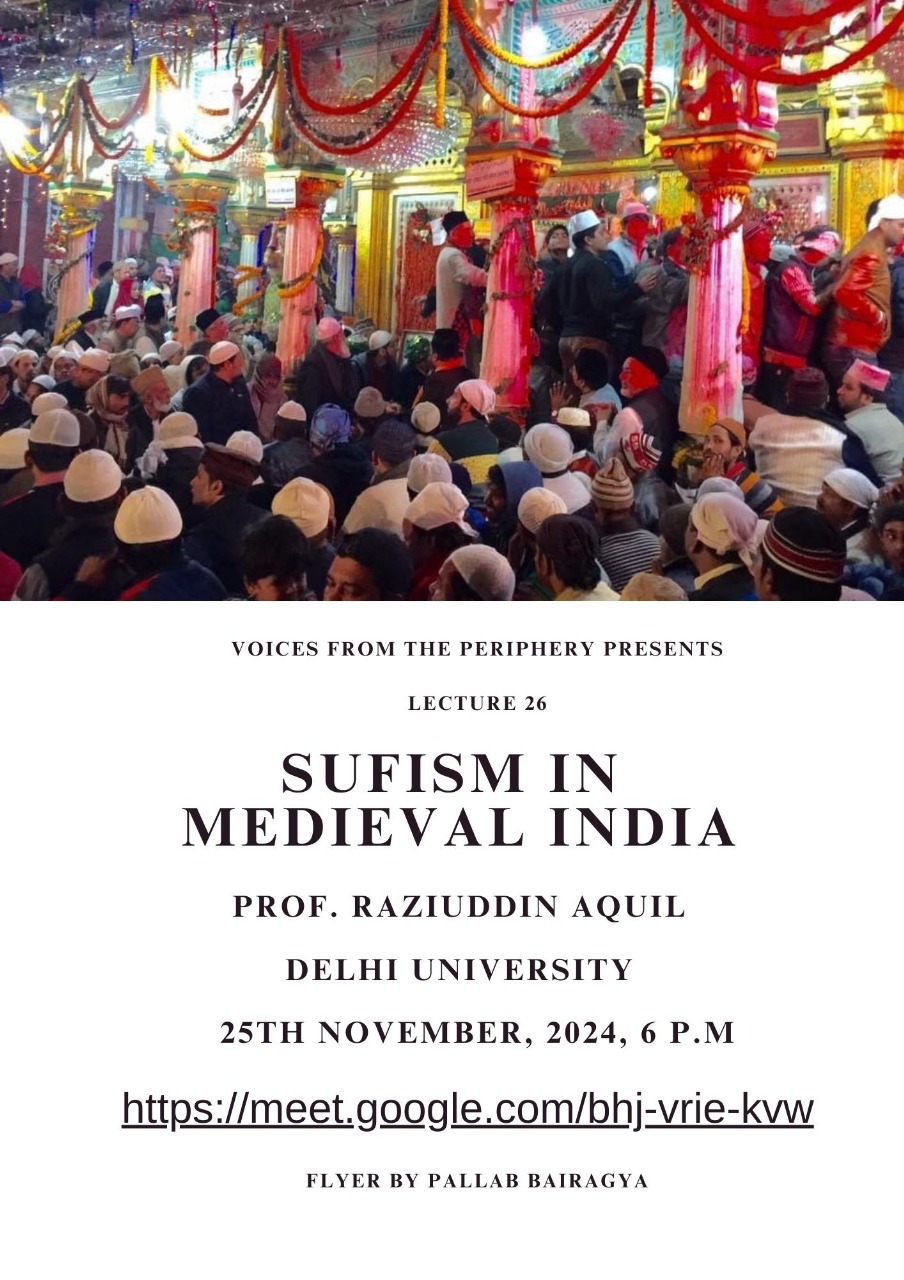 VOICES FROM THE PERIPHERY PRESENTS
LECTURE 26
SUFISM IN
MEDIEVAL INDIA
PROF. RAZIUDDIN AQUIL
DELHI UNIVERSITY
25TH NOVEMBER, 2024, 6 P.M
https://meet.google.com/bhj-vrie-kvw
FLYER BY PALLAB BAIRAGYA